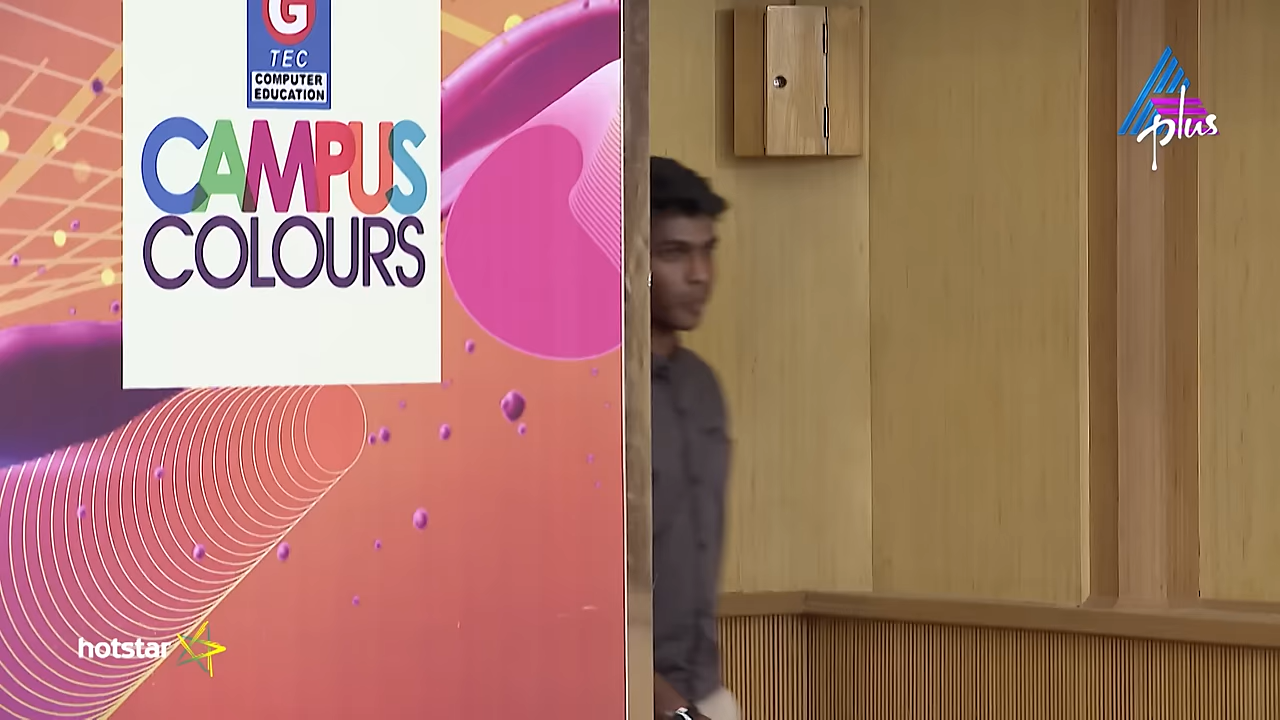 G
TEC
COMPUTER
EDUCATION
CAMPUS
COLOURS
plus
hotstar